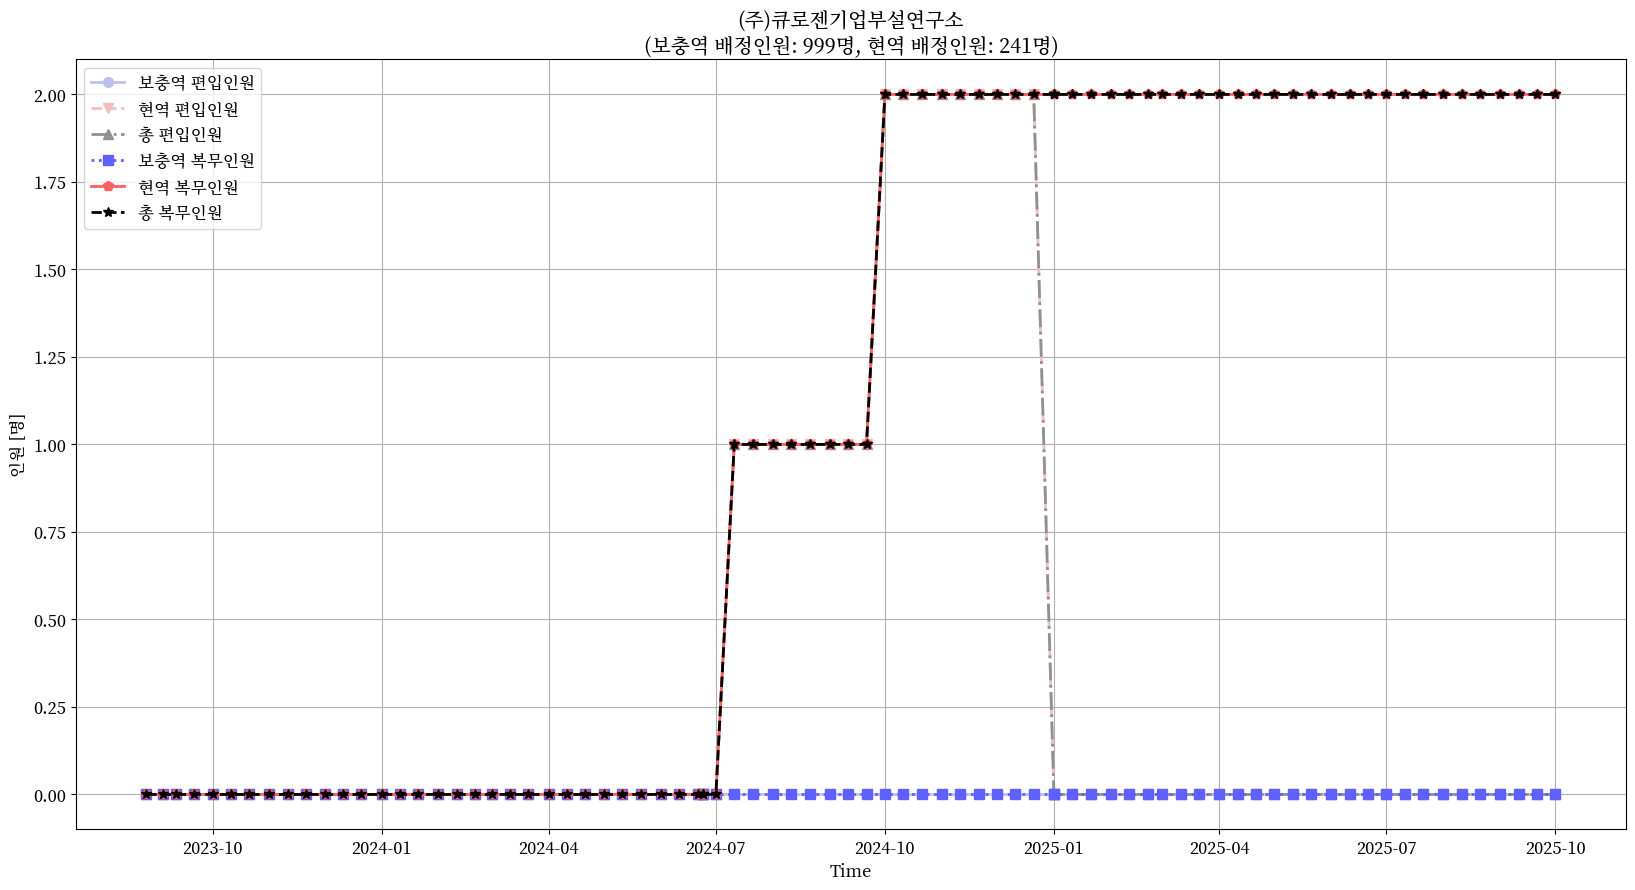 (주)큐로젠기업부설연구소
(보충역 배정인원: 999명, 현역 배정인원: 241명)
보충역 편입인원
현역 편입인원
총 편입인원
보충역 복무인원
현역 복무인원
총 복무인원
2.00
1.75
1.50
1.25
1.00
0.75
0.50
0.25
0.00
인원 [명]
2023-10 2024-01 2024-04 2024-07 2024-10 2025-01 2025-04 2025-07 2025-10
Time